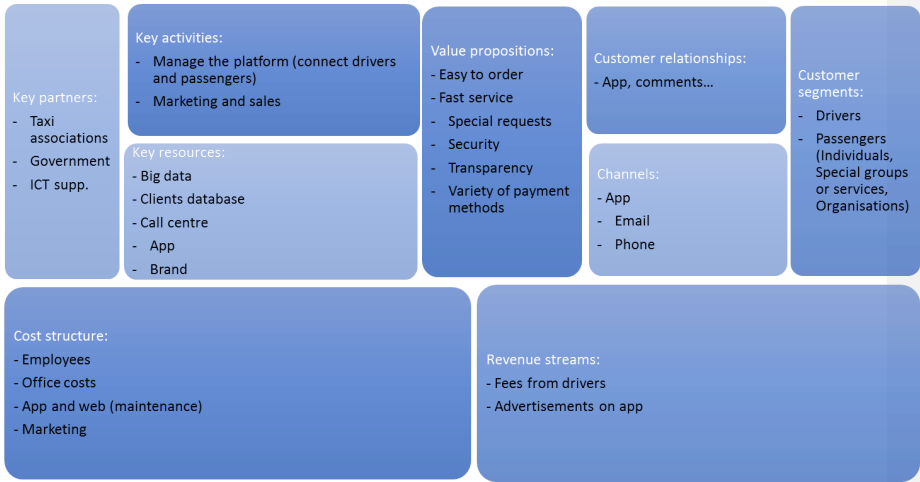 Key partners:
- Taxi
associations
- Government
- ICT supp.
Key activities:
- Manage the platform (connect drivers
and passengers)
- Marketing and sales
Key resources:
- Big data
- Clients database
- Call centre
- App
- Brand
Value propositions:
- Easy to order
- Fast service
- Special requests
- Security
- Transparency
- Variety of payment
methods
Customer relationships:
- App, comments...
Channels:
- App
- Email
- Phone
Customer
segments:
- Drivers
- Passengers
(Individuals,
Special groups
or services,
Organisations)
Cost structure:
- Employees
- Office costs
- App and web (maintenance)
- Marketing
Revenue streams:
- Fees from drivers
- Advertisements on app